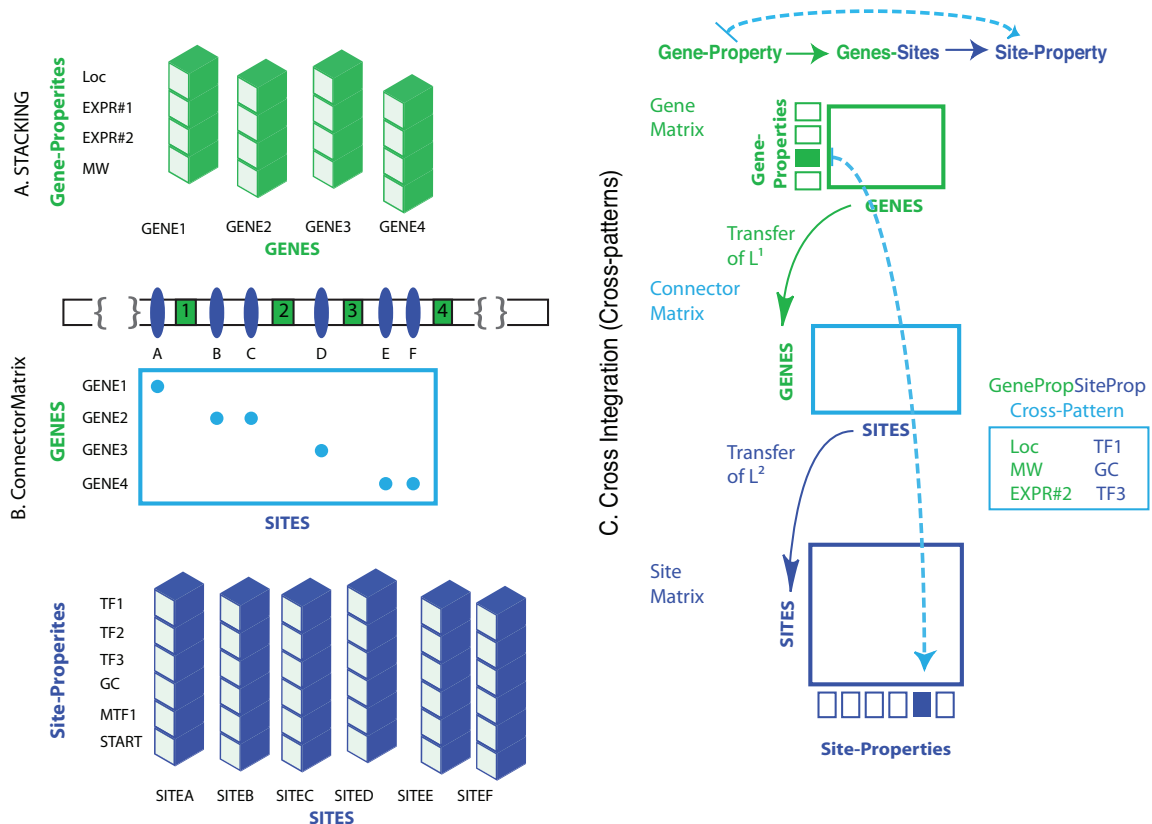 A. STACKING
Gene-Properites
Loc
EXPR#1
EXPR#2
MW
GENE1
GENE2
GENE3
GENE4
GENES
B. ConnectorMatrix
{ }
1
2
3
4
{ }
A
B
C
D
E
F
GENES
GENE1
GENE2
GENE3
GENE4
SITES
Site-Properites
TF1
TF2
TF3
GC
MTF1
START
SITEA
SITEB
SITEC
SITED
SITEE
SITEF
SITES
C. Cross Integration (Cross-patterns)
Gene-Property
Genes-Sites
Site-Property
Gene
Matrix
Gene-
Properties
GENES
Transfer
of L¹
Connector
Matrix
GENES
SITES
GenePropSiteProp
Cross-Pattern
Loc TF1
MW GC
EXPR#2 TF3
Transfer
of L²
Site
Matrix
SITES
Site-Properties